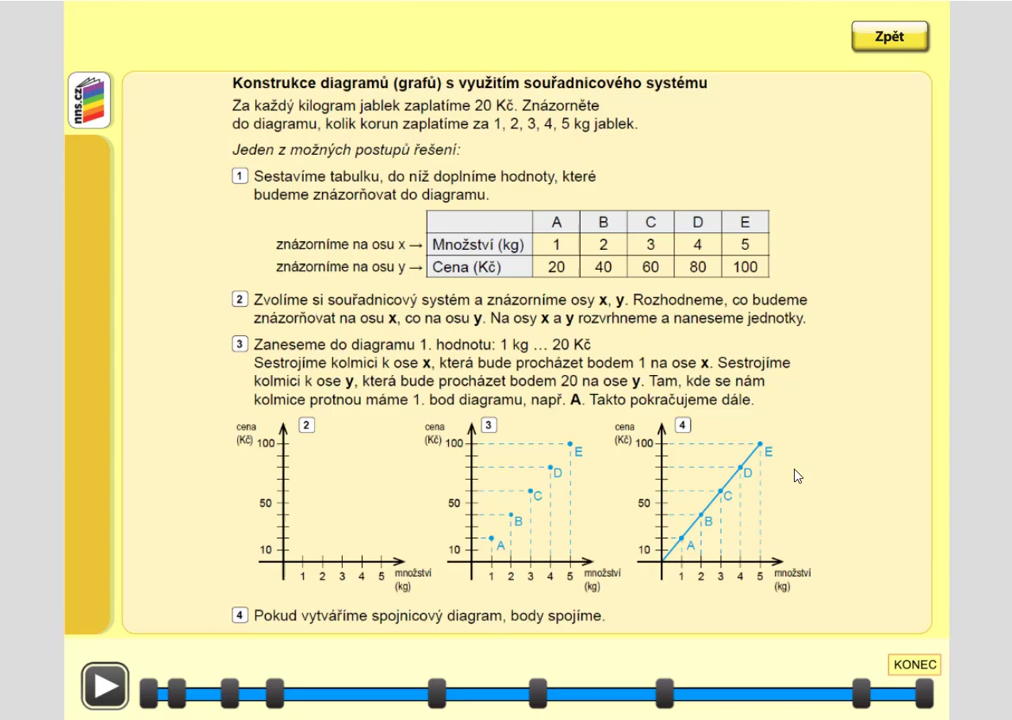 Zpět
nns.cz
Konstrukce diagramů (grafů) s využitím souřadnicového systému
Za každý kilogram jablek zaplatíme 20 Kč. Znázorněte
do diagramu, kolik korun zaplatíme za 1, 2, 3, 4, 5 kg jablek.
Jeden z možných postupů řešení:
1 Sestavíme tabulku, do níž doplníme hodnoty, které
budeme znázorňovat do diagramu.
A B C D E
znázorníme na osu x → Množství (kg) 1 2 3 4 5
znázorníme na osu y → Cena (Kč) 20 40 60 80 100
2 Zvolíme si souřadnicový systém a znázorníme osy x, y. Rozhodneme, co budeme
znázorňovat na osu x, co na osu y. Na osy x a y rozvrhneme a naneseme jednotky.
3 Zaneseme do diagramu 1. hodnotu: 1 kg ... 20 Kč
Sestrojíme kolmici k ose x, která bude procházet bodem 1 na ose x. Sestrojíme
kolmici k ose y, která bude procházet bodem 20 na ose y. Tam, kde se nám
kolmice protnou máme 1. bod diagramu, např. A. Takto pokračujeme dále.
2
cena
(Kč)
100
50
10
1 2 3 4 5
množství
(kg)
3
cena
(Kč)
100
50
10
A
B
C
D
E
1 2 3 4 5
množství
(kg)
4
cena
(Kč)
100
50
10
A
B
C
D
E
1 2 3 4 5
množství
(kg)
4 Pokud vytváříme spojnicový diagram, body spojíme.
KONEC